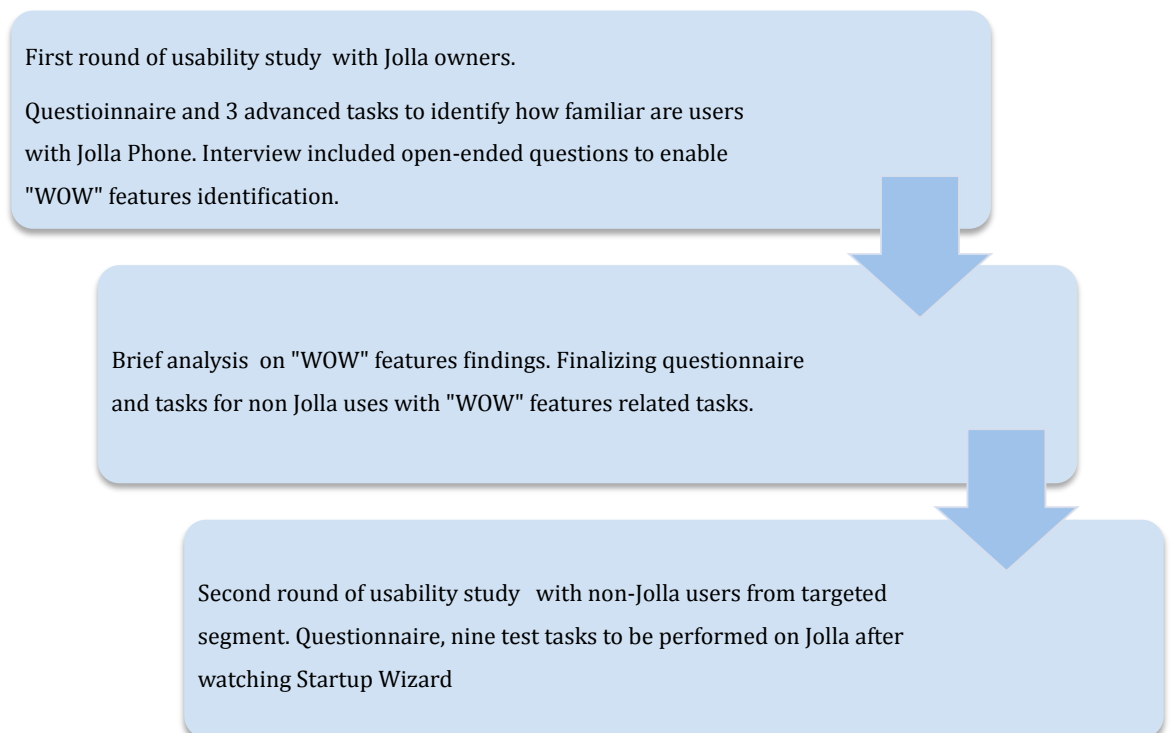 First round of usability study  with Jolla owners.
Questioinnaire and 3 advanced tasks to identify how familiar are users
with Jolla Phone. Interview included open-ended questions to enable
"WOW" features identification.
Brief analysis  on "WOW" features findings. Finalizing questionnaire
and tasks for non Jolla uses with "WOW" features related tasks.
Second round of usability study   with non-Jolla users from targeted
segment. Questionnaire, nine test tasks to be performed on Jolla after
watching Startup Wizard